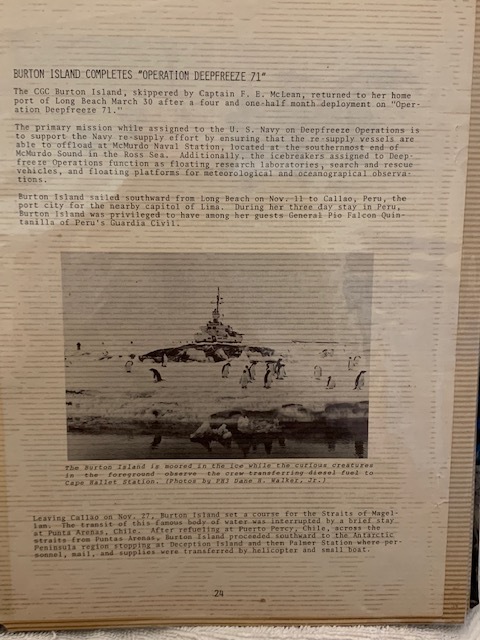 BURTON ISLAND COMPLETES "OPERATION DEEPFREEZE 71"
The CGC Burton Island, skippered by Captain F. E. McLean, returned to her home
port of Long Beach March 30 after a four and one-half month deployment on "Oper-
ation Deepfreeze 71."
The primary mission while assigned to the U. S. Navy on Deepfreeze Operations is
to support the Navy re-supply effort by ensuring that the re-supply vessels are
able to offload at McMurdo Naval Station, located at the southernmost end of
McMurdo Sound in the Ross Sea. Additionally, the icebreakers assigned to Deep-
freeze Operations function as floating research laboratories, search and rescue
vehicles, and floating platforms for meteorological and oceanograpical observa-
tions.
Burton Island sailed southward from Long Beach on Nov. 11 to Callao, Peru, the
port city for the nearby capitol of Lima. During her three day stay in Peru,
Burton Island was privileged to have among her guests General Pio Falcon Quin-
tanilla of Peru's Guardia Civil.
The Burton Island is moored in the ice while the curious creatures
in the foreground observe the crew transferring diesel fuel to
Cape Hallet Station. (Photos by PH3 Dane R. Walker, Jr.)
Leaving Callao on Nov. 27, Burton Island set a course for the Straits of Magel-
lan. The transit of this famous body of water was interrupted by a brief stay
at Punta Arenas, Chile. After refueling at Puerto Percy, Chile, across the
straits from Puntas Arenas, Burton Island proceeded southward to the Antarctic
Peninsula region stopping at Deception Island and then Palmer Station where per-
sonnel, mail, and supplies were transferred by helicopter and small boat.
24